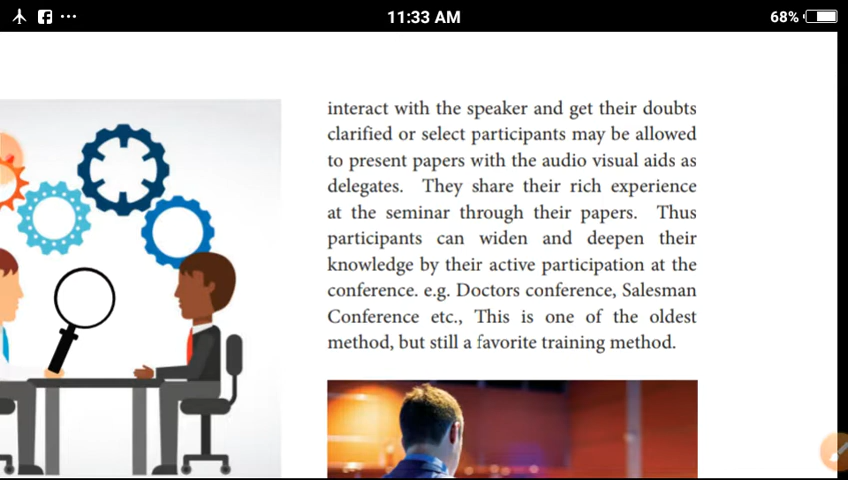 11:33 AM
68%
interact with the speaker and get their doubts
clarified or select participants may be allowed
to present papers with the audio visual aids as
delegates. They share their rich experience
at the seminar through their papers. Thus
participants can widen and deepen their
knowledge by their active participation at the
conference. e.g. Doctors conference, Salesman
Conference etc., This is one of the oldest
method, but still a favorite training method.